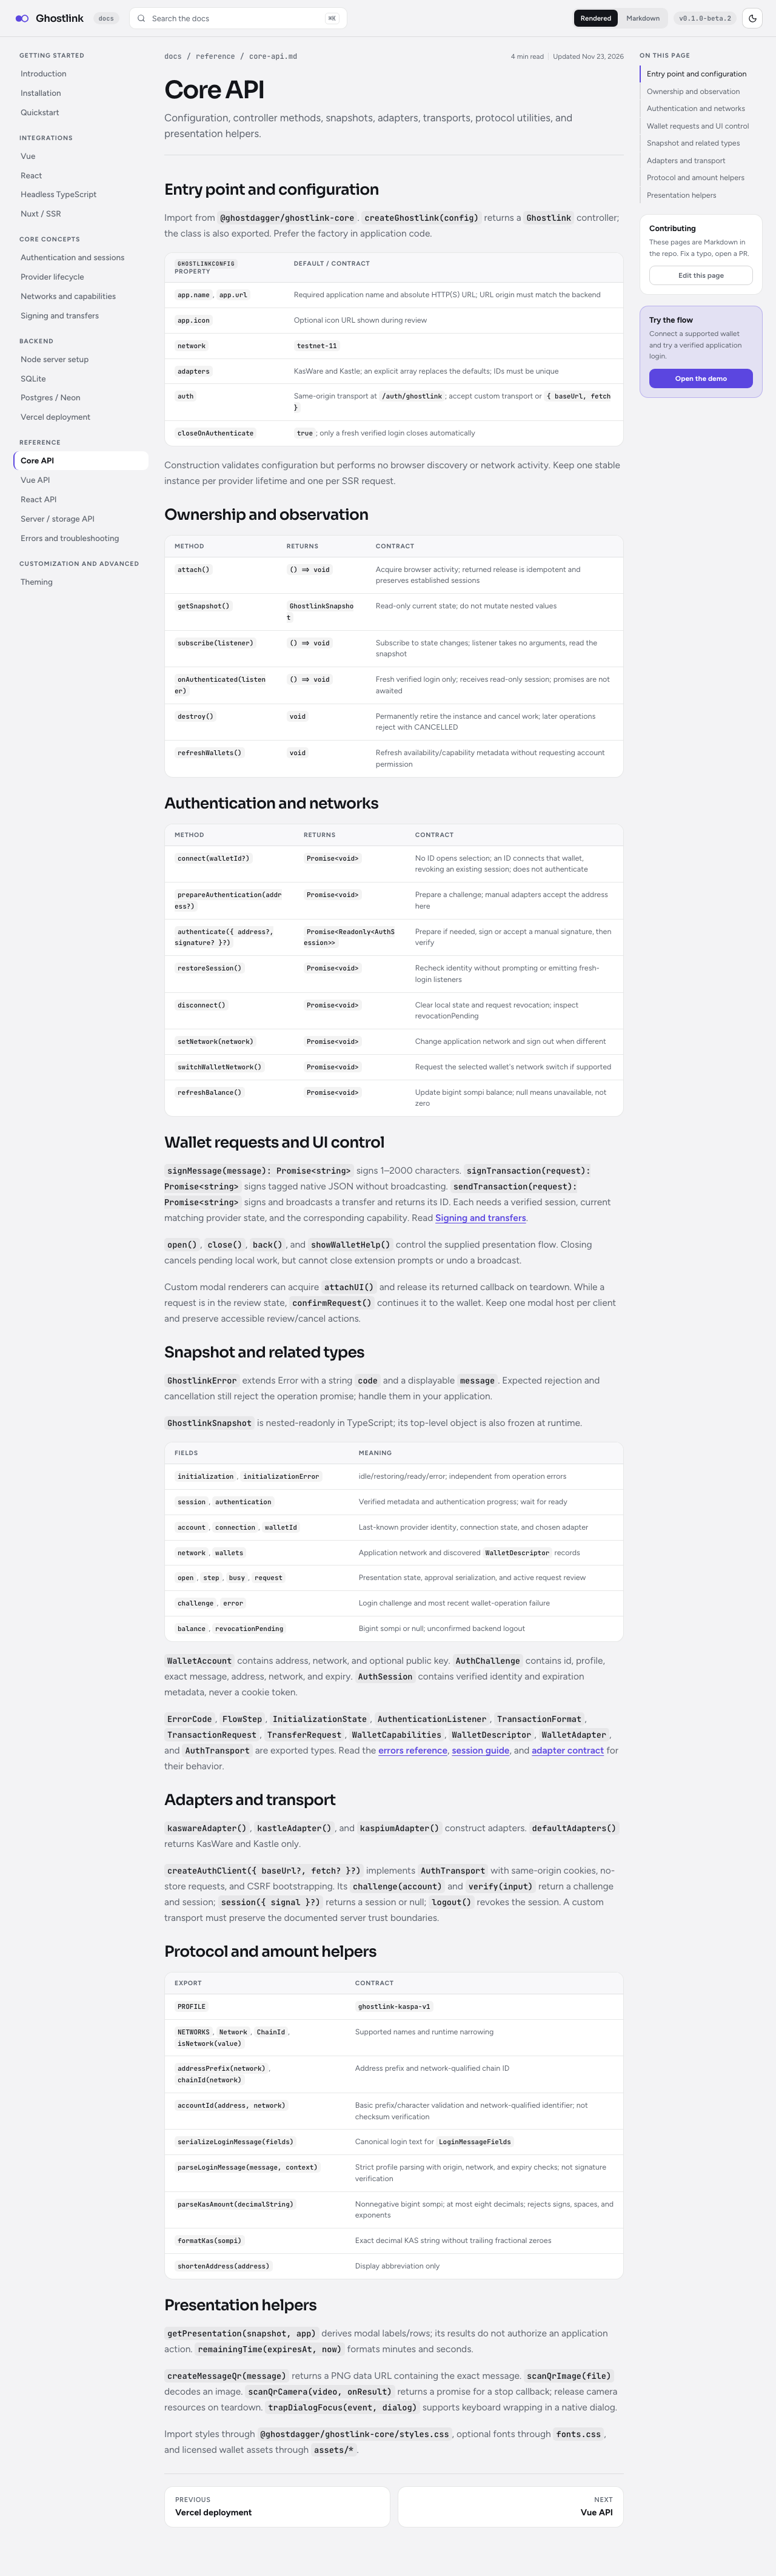 Ghostlink docs
Search the docs ⌘K
Rendered Markdown v0.1.0-beta.2
GETTING STARTED
Introduction
Installation
Quickstart
INTEGRATIONS
Vue
React
Headless TypeScript
Nuxt / SSR
CORE CONCEPTS
Authentication and sessions
Provider lifecycle
Networks and capabilities
Signing and transfers
BACKEND
Node server setup
SQLite
Postgres / Neon
Vercel deployment
REFERENCE
Core API
Vue API
React API
Server / storage API
Errors and troubleshooting
CUSTOMIZATION AND ADVANCED
Theming
docs / reference / core-api.md
4 min read Updated Nov 23, 2026
Core API
Configuration, controller methods, snapshots, adapters, transports, protocol utilities, and
presentation helpers.
Entry point and configuration
Import from @ghostdagger/ghostlink-core. createGhostlink(config) returns a Ghostlink controller;
the class is also exported. Prefer the factory in application code.
GHOSTLINKCONFIG
PROPERTY
DEFAULT / CONTRACT
app.name, app.url Required application name and absolute HTTP(S) URL; URL origin must match the backend
app.icon Optional icon URL shown during review
network testnet-11
adapters KasWare and Kastle; an explicit array replaces the defaults; IDs must be unique
auth Same-origin transport at /auth/ghostlink; accept custom transport or { baseUrl, fetch
}
closeOnAuthenticate true; only a fresh verified login closes automatically
Construction validates configuration but performs no browser discovery or network activity. Keep one stable
instance per provider lifetime and one per SSR request.
Ownership and observation
METHOD RETURNS CONTRACT
attach() () => void Acquire browser activity; returned release is idempotent and
preserves established sessions
getSnapshot() GhostlinkSnapsho Read-only current state; do not mutate nested values
t
subscribe(listener) () => void Subscribe to state changes; listener takes no arguments, read the
snapshot
onAuthenticated(listen () => void Fresh verified login only; receives read-only session; promises are not
er) awaited
destroy() void Permanently retire the instance and cancel work; later operations
reject with CANCELLED
refreshWallets() void Refresh availability/capability metadata without requesting account
permission
Authentication and networks
METHOD RETURNS CONTRACT
connect(walletId?) Promise<void> No ID opens selection; an ID connects that wallet,
revoking an existing session; does not authenticate
prepareAuthentication(addr Promise<void> Prepare a challenge; manual adapters accept the address
ess?) here
authenticate({ address?, Promise<Readonly<AuthS Prepare if needed, sign or accept a manual signature, then
signature? }?) ession>> verify
restoreSession() Promise<void> Recheck identity without prompting or emitting fresh-
login listeners
disconnect() Promise<void> Clear local state and request revocation; inspect
revocationPending
setNetwork(network) Promise<void> Change application network and sign out when different
switchWalletNetwork() Promise<void> Request the selected wallet's network switch if supported
refreshBalance() Promise<void> Update bigint sompi balance; null means unavailable, not
zero
Wallet requests and UI control
signMessage(message): Promise<string> signs 1–2000 characters. signTransaction(request):
Promise<string> signs tagged native JSON without broadcasting. sendTransaction(request):
Promise<string> signs and broadcasts a transfer and returns its ID. Each needs a verified session, current
matching provider state, and the corresponding capability. Read Signing and transfers.
open(), close(), back(), and showWalletHelp() control the supplied presentation flow. Closing
cancels pending local work, but cannot close extension prompts or undo a broadcast.
Custom modal renderers can acquire attachUI() and release its returned callback on teardown. While a
request is in the review state, confirmRequest() continues it to the wallet. Keep one modal host per client
and preserve accessible review/cancel actions.
Snapshot and related types
GhostlinkError extends Error with a string code and a displayable message. Expected rejection and
cancellation still reject the operation promise; handle them in your application.
GhostlinkSnapshot is nested-readonly in TypeScript; its top-level object is also frozen at runtime.
FIELDS MEANING
initialization, initializationError idle/restoring/ready/error; independent from operation errors
session, authentication Verified metadata and authentication progress; wait for ready
account, connection, walletId Last-known provider identity, connection state, and chosen adapter
network, wallets Application network and discovered WalletDescriptor records
open, step, busy, request Presentation state, approval serialization, and active request review
challenge, error Login challenge and most recent wallet-operation failure
balance, revocationPending Bigint sompi or null; unconfirmed backend logout
WalletAccount contains address, network, and optional public key. AuthChallenge contains id, profile,
exact message, address, network, and expiry. AuthSession contains verified identity and expiration
metadata, never a cookie token.
ErrorCode, FlowStep, InitializationState, AuthenticationListener, TransactionFormat,
TransactionRequest, TransferRequest, WalletCapabilities, WalletDescriptor, WalletAdapter,
and AuthTransport are exported types. Read the errors reference, session guide, and adapter contract for
their behavior.
Adapters and transport
kaswareAdapter(), kastleAdapter(), and kaspiumAdapter() construct adapters. defaultAdapters()
returns KasWare and Kastle only.
createAuthClient({ baseUrl?, fetch? }?) implements AuthTransport with same-origin cookies, no-
store requests, and CSRF bootstrapping. Its challenge(account) and verify(input) return a challenge
and session; session({ signal }?) returns a session or null; logout() revokes the session. A custom
transport must preserve the documented server trust boundaries.
Protocol and amount helpers
EXPORT CONTRACT
PROFILE ghostlink-kaspa-v1
NETWORKS, Network, ChainId, Supported names and runtime narrowing
isNetwork(value)
addressPrefix(network), Address prefix and network-qualified chain ID
chainId(network)
accountId(address, network) Basic prefix/character validation and network-qualified identifier; not
checksum verification
serializeLoginMessage(fields) Canonical login text for LoginMessageFields
parseLoginMessage(message, context) Strict profile parsing with origin, network, and expiry checks; not signature
verification
parseKasAmount(decimalString) Nonnegative bigint sompi; at most eight decimals; rejects signs, spaces, and
exponents
formatKas(sompi) Exact decimal KAS string without trailing fractional zeroes
shortenAddress(address) Display abbreviation only
Presentation helpers
getPresentation(snapshot, app) derives modal labels/rows; its results do not authorize an application
action. remainingTime(expiresAt, now) formats minutes and seconds.
createMessageQr(message) returns a PNG data URL containing the exact message. scanQrImage(file)
decodes an image. scanQrCamera(video, onResult) returns a promise for a stop callback; release camera
resources on teardown. trapDialogFocus(event, dialog) supports keyboard wrapping in a native dialog.
Import styles through @ghostdagger/ghostlink-core/styles.css, optional fonts through fonts.css,
and licensed wallet assets through assets/*.
PREVIOUS
Vercel deployment
NEXT
Vue API
ON THIS PAGE
Entry point and configuration
Ownership and observation
Authentication and networks
Wallet requests and UI control
Snapshot and related types
Adapters and transport
Protocol and amount helpers
Presentation helpers
Contributing
These pages are Markdown in
the repo. Fix a typo, open a PR.
Edit this page
Try the flow
Connect a supported wallet
and try a verified application
login.
Open the demo